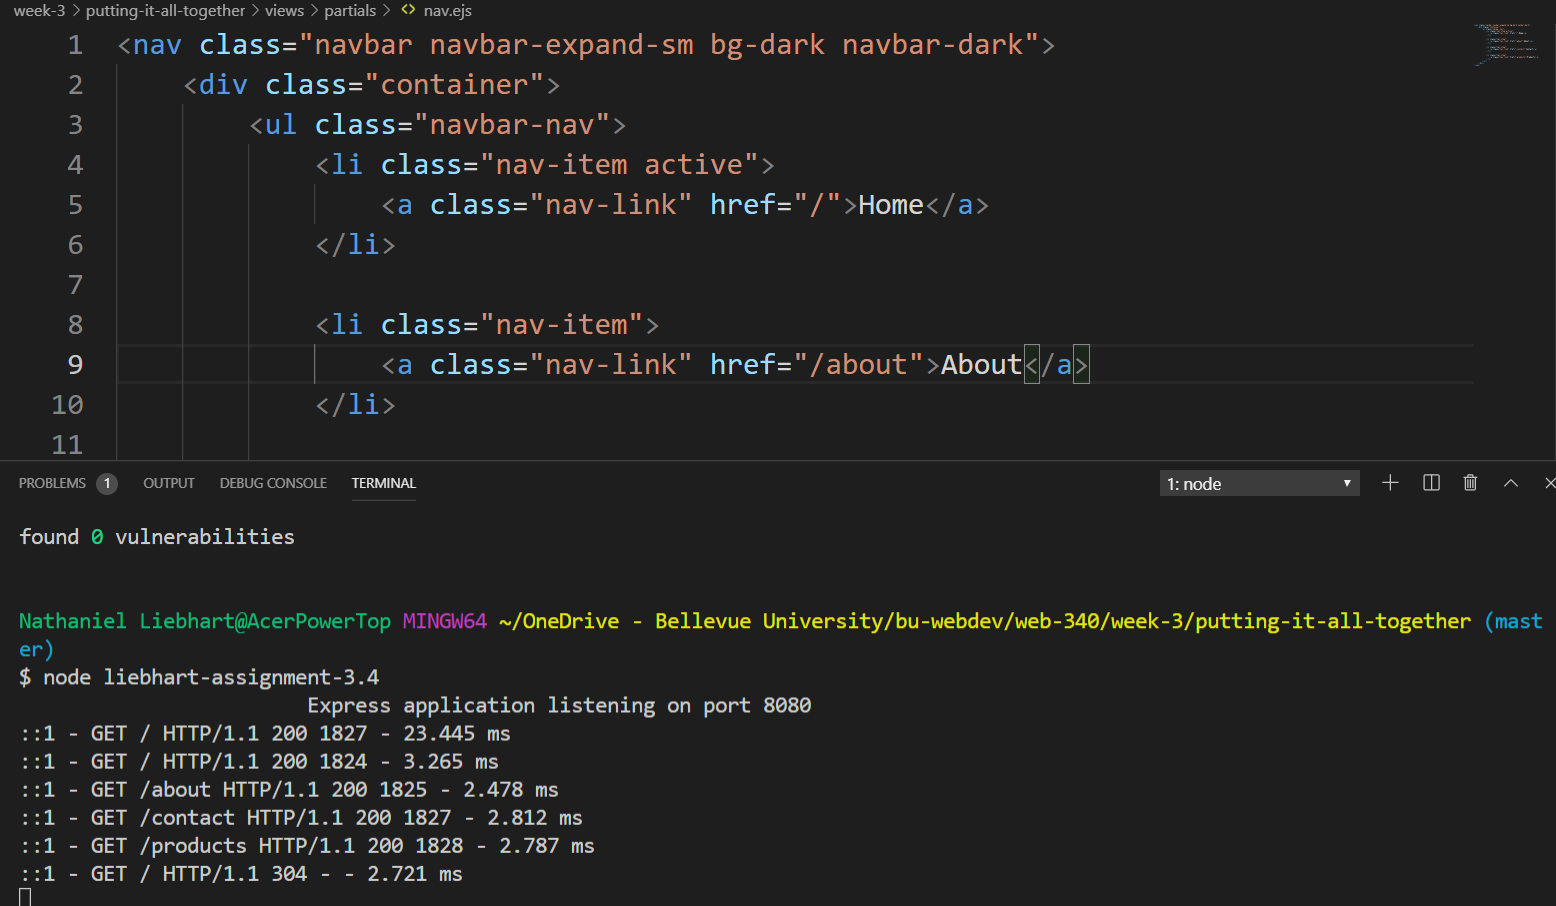 week-3 > putting-it-all-together > views > partials > <> nav.ejs
1 <nav class="navbar navbar-expand-sm bg-dark navbar-dark">
2 <div class="container">
3 <ul class="navbar-nav">
4 <li class="nav-item active">
5 <a class="nav-link" href="/">Home</a>
6 </li>
7
8 <li class="nav-item">
9 <a class="nav-link" href="/about">About</a>
10 </li>
11
PROBLEMS 1 OUTPUT DEBUG CONSOLE TERMINAL 1: node
found 0 vulnerabilities
Nathaniel Liebhart@AcerPowerTop MINGW64 ~/OneDrive - Bellevue University/bu-webdev/web-340/week-3/putting-it-all-together (mast
er)
$ node liebhart-assignment-3.4
Express application listening on port 8080
::1 - GET / HTTP/1.1 200 1827 - 23.445 ms
::1 - GET / HTTP/1.1 200 1824 - 3.265 ms
::1 - GET /about HTTP/1.1 200 1825 - 2.478 ms
::1 - GET /contact HTTP/1.1 200 1827 - 2.812 ms
::1 - GET /products HTTP/1.1 200 1828 - 2.787 ms
::1 - GET / HTTP/1.1 304 - - 2.721 ms